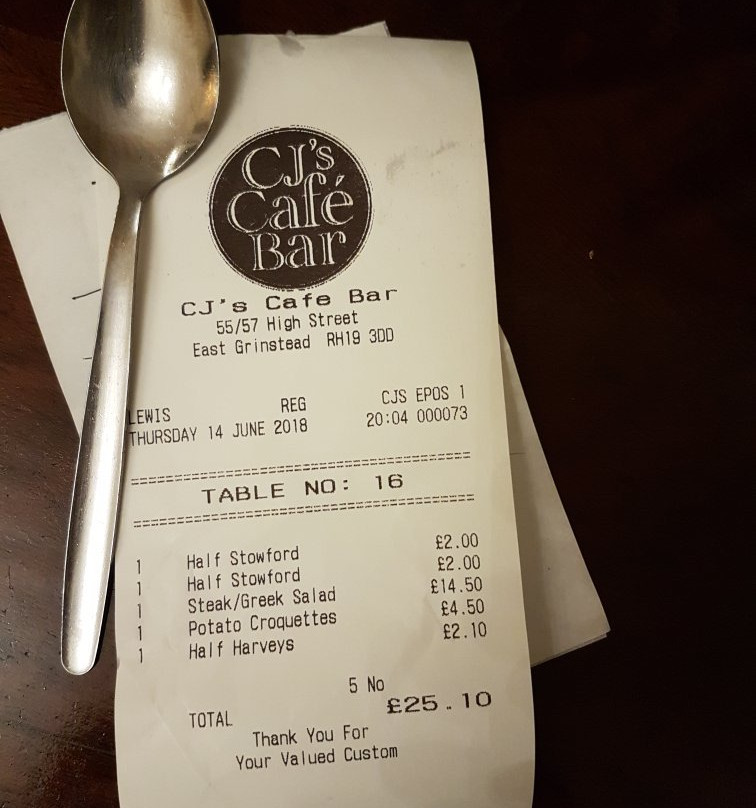 CJ's
Café
Bar
CJ's Cafe Bar
55/57 High Street
East Grinstead RH19 3DD
LEWIS REG CJS EPOS 1
THURSDAY 14 JUNE 2018 20:04 000073
TABLE NO: 16
1 Half Stowford £2.00
1 Half Stowford £2.00
1 Steak/Greek Salad £14.50
1 Potato Croquettes £4.50
1 Half Harveys £2.10
5 No
TOTAL £25.10
Thank You For
Your Valued Custom